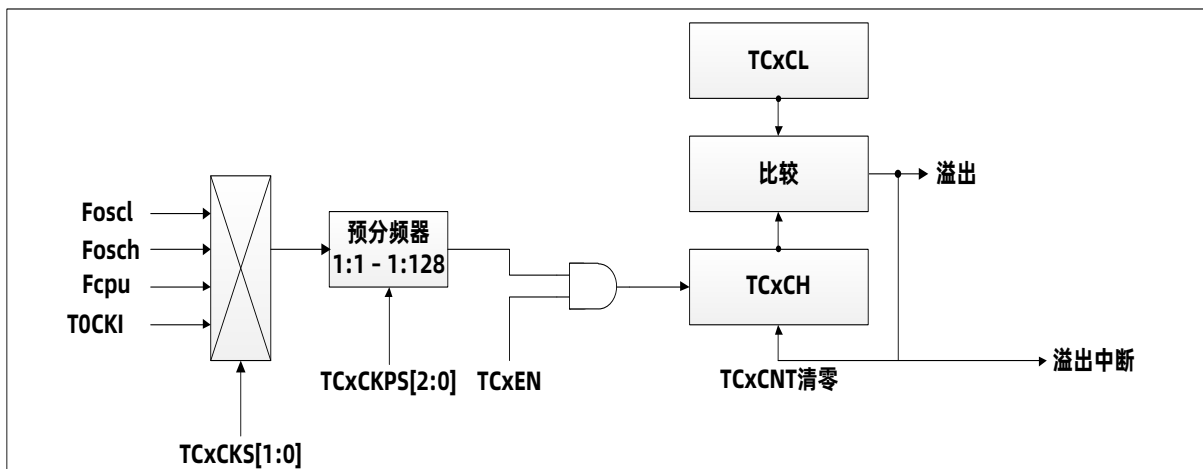 TCxCL
比较
溢出
Foscl
Fosch
Fcpu
T0CKI
预分频器
1:1 - 1:128
TCxCH
TCxCKPS[2:0]
TCxEN
TCxCNT清零
溢出中断
TCxCKS[1:0]